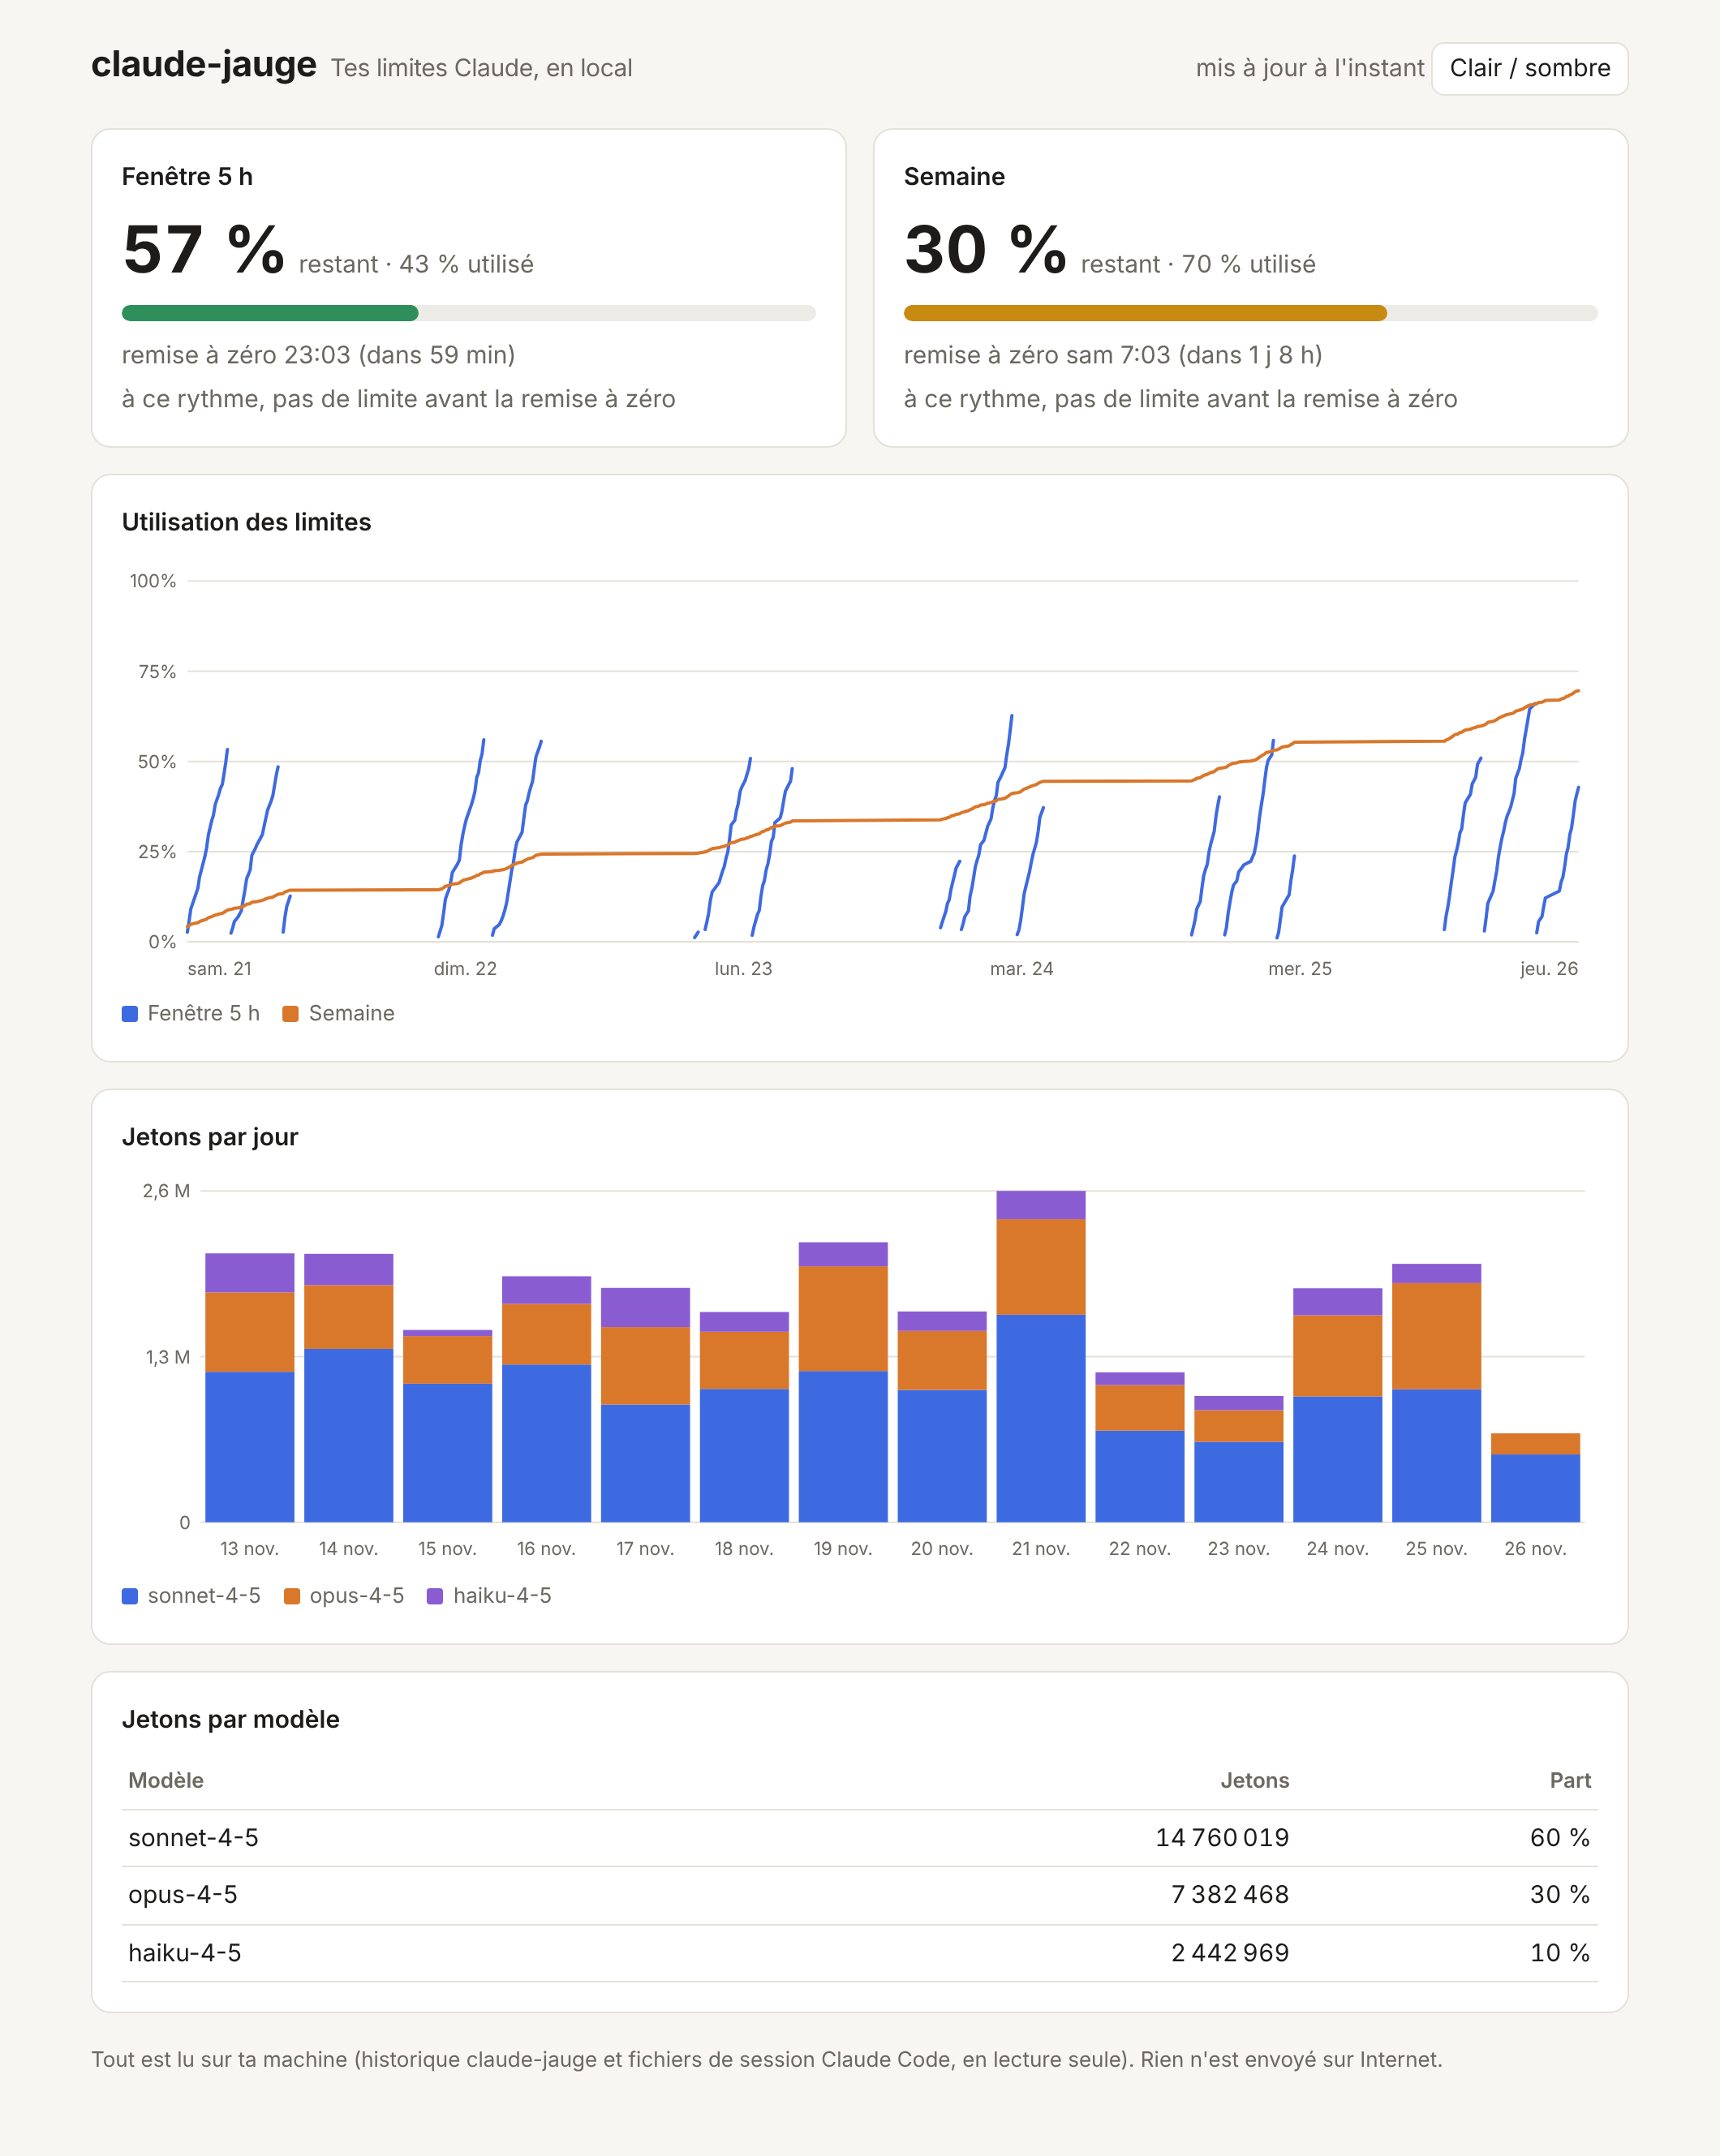 claude-jauge Tes limites Claude, en local
mis à jour à l'instant Clair / sombre
Fenêtre 5 h
57 % restant · 43 % utilisé
remise à zéro 23:03 (dans 59 min)
à ce rythme, pas de limite avant la remise à zéro
Semaine
30 % restant · 70 % utilisé
remise à zéro sam 7:03 (dans 1 j 8 h)
à ce rythme, pas de limite avant la remise à zéro
Utilisation des limites
100%
75%
50%
25%
0%
sam. 21 dim. 22 lun. 23 mar. 24 mer. 25 jeu. 26
Fenêtre 5 h Semaine
Jetons par jour
2,6 M
1,3 M
0
13 nov. 14 nov. 15 nov. 16 nov. 17 nov. 18 nov. 19 nov. 20 nov. 21 nov. 22 nov. 23 nov. 24 nov. 25 nov. 26 nov.
sonnet-4-5 opus-4-5 haiku-4-5
Jetons par modèle
Modèle Jetons Part
sonnet-4-5 14 760 019 60 %
opus-4-5 7 382 468 30 %
haiku-4-5 2 442 969 10 %
Tout est lu sur ta machine (historique claude-jauge et fichiers de session Claude Code, en lecture seule). Rien n'est envoyé sur Internet.